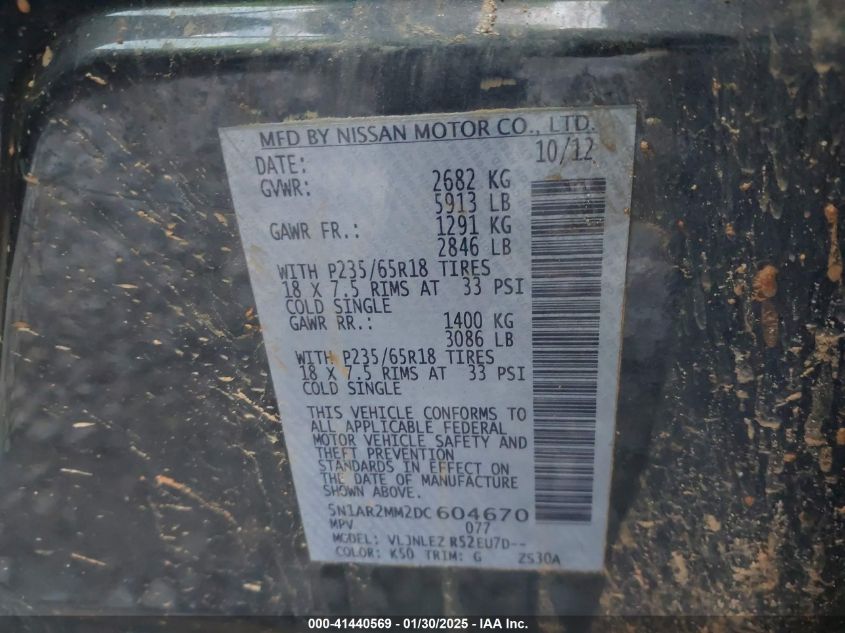 MFD BY NISSAN MOTOR CO., LTD.
DATE: 10/12
GVWR: 2682 KG
5913 LB
GAWR FR.: 1291 KG
2846 LB
WITH P235/65R18 TIRES
18 X 7.5 RIMS AT 33 PSI
COLD SINGLE
GAWR RR.: 1400 KG
3086 LB
WITH P235/65R18 TIRES
18 X 7.5 RIMS AT 33 PSI
COLD SINGLE
THIS VEHICLE CONFORMS TO
ALL APPLICABLE FEDERAL
MOTOR VEHICLE SAFETY AND
THEFT PREVENTION
STANDARDS IN EFFECT ON
THE DATE OF MANUFACTURE
SHOWN ABOVE.
5N1AR2MM2DC604670
MPV 077
MODEL: VLJNLEZ R52EU7D--
COLOR: K50 TRIM: G ZS30A
000-41440569 — 01/30/2025 — IAA Inc.